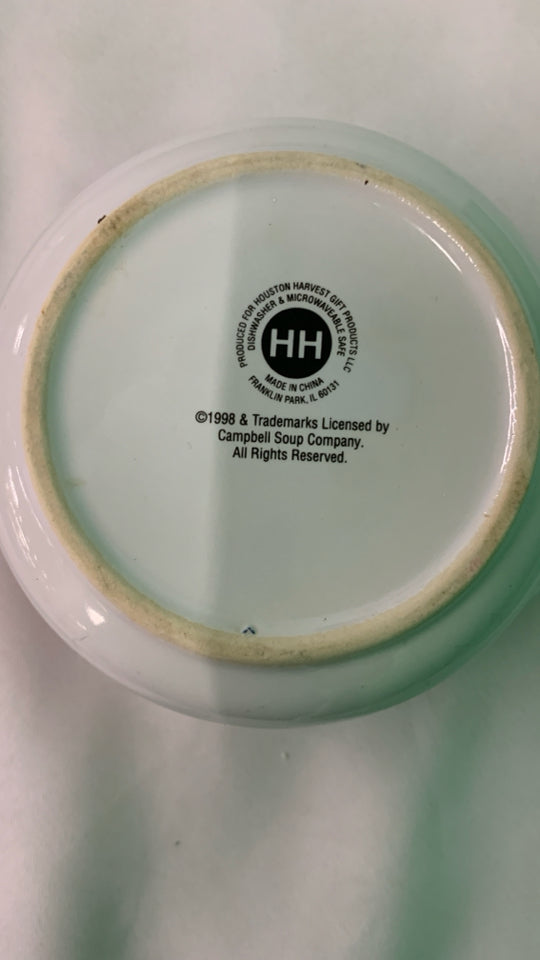 PRODUCED FOR HOUSTON HARVEST GIFT PRODUCTS LLC
DISHWASHER & MICROWAVEABLE SAFE
HH
MADE IN CHINA
FRANKLIN PARK, IL 60131
©1998 & Trademarks Licensed by
Campbell Soup Company.
All Rights Reserved.